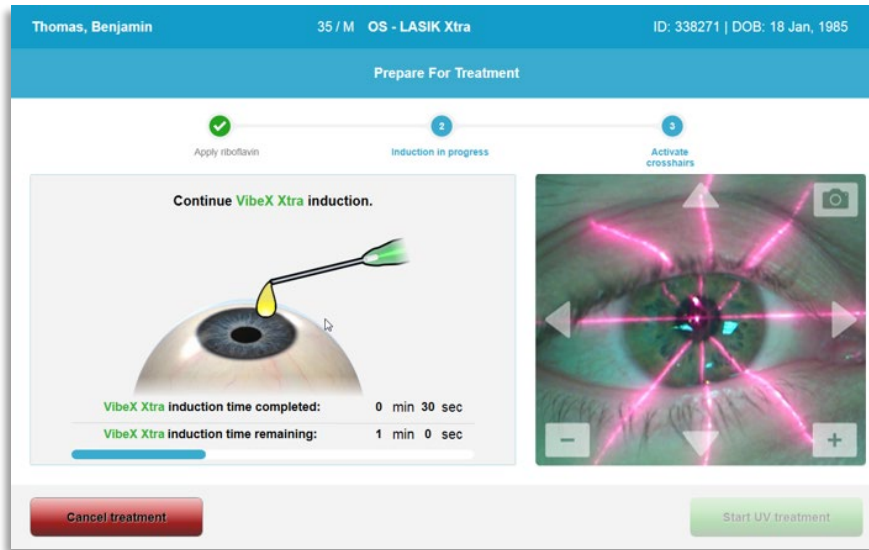 Thomas, Benjamin 35 / M OS - LASIK Xtra ID: 338271 | DOB: 18 Jan, 1985
Prepare For Treatment
2 3
Apply riboflavin Induction in progress Activate
crosshairs
Continue VibeX Xtra induction.
VibeX Xtra induction time completed: 0 min 30 sec
VibeX Xtra induction time remaining: 1 min 0 sec
Cancel treatment Start UV treatment